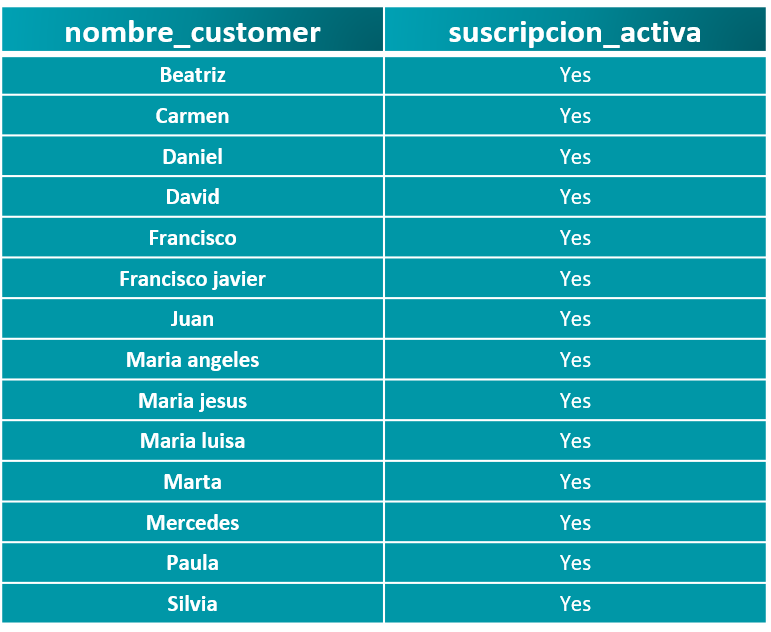 nombre_customer suscripcion_activa
Beatriz Yes
Carmen Yes
Daniel Yes
David Yes
Francisco Yes
Francisco javier Yes
Juan Yes
Maria angeles Yes
Maria jesus Yes
Maria luisa Yes
Marta Yes
Mercedes Yes
Paula Yes
Silvia Yes